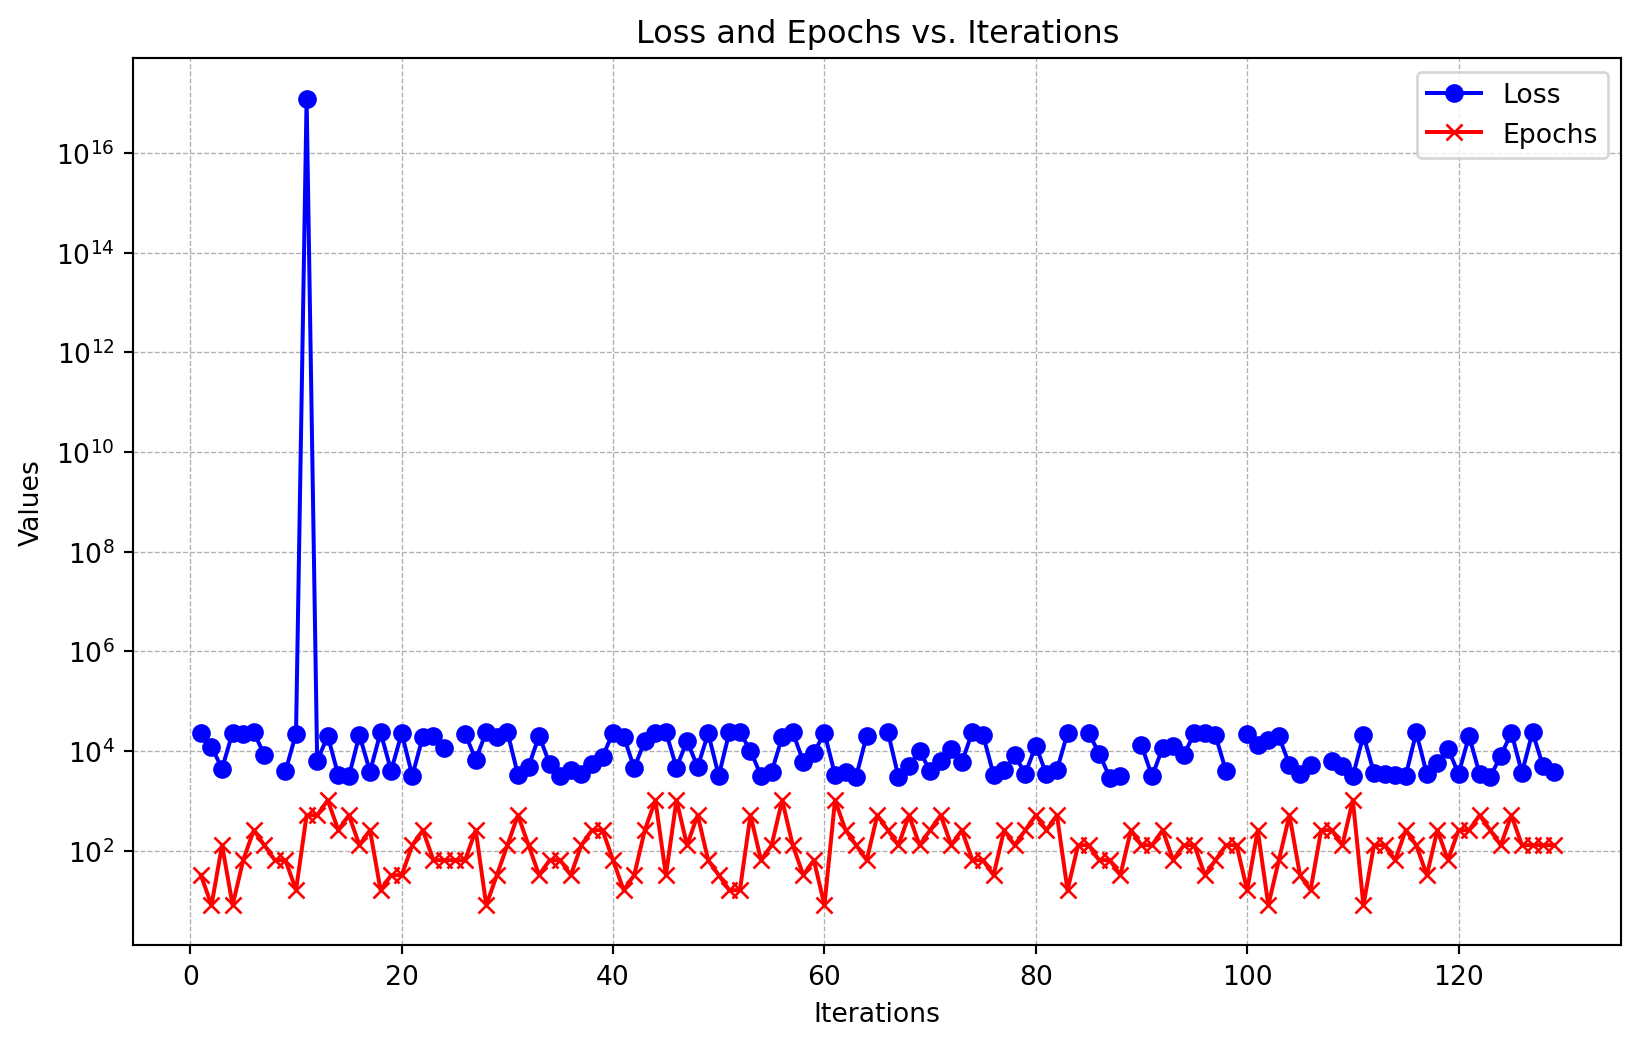 Loss and Epochs vs. Iterations
Loss
Epochs
10^16
10^14
10^12
10^10
10^8
10^6
10^4
10^2
Values
0 20 40 60 80 100 120
Iterations